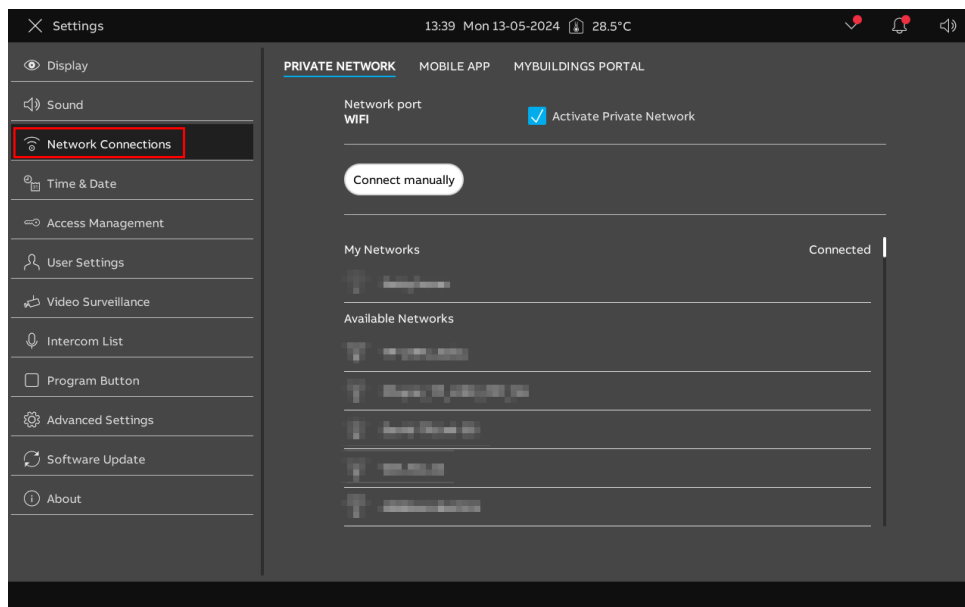 Settings
13:39 Mon 13-05-2024 28.5°C
Display
Sound
Network Connections
Time & Date
Access Management
User Settings
Video Surveillance
Intercom List
Program Button
Advanced Settings
Software Update
About
PRIVATE NETWORK MOBILE APP MYBUILDINGS PORTAL
Network port
WIFI
Activate Private Network
Connect manually
My Networks Connected
Available Networks